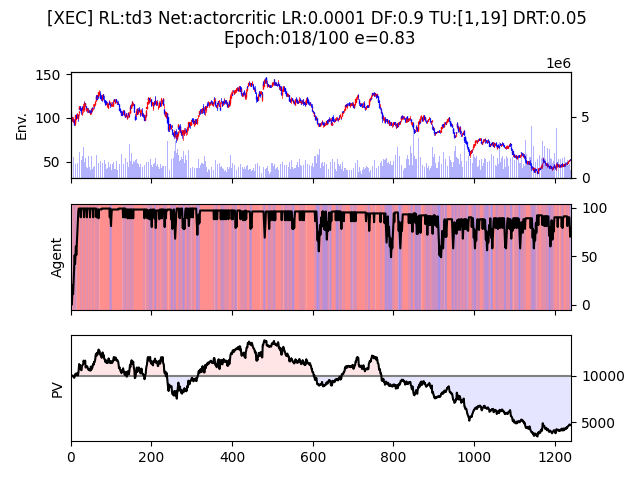 [XEC] RL:td3 Net:actorcritic LR:0.0001 DF:0.9 TU:[1,19] DRT:0.05
Epoch:018/100 e=0.83
1e6
150
100
50
Env.
5
0
Agent
100
50
0
PV
10000
5000
0
200
400
600
800
1000
1200